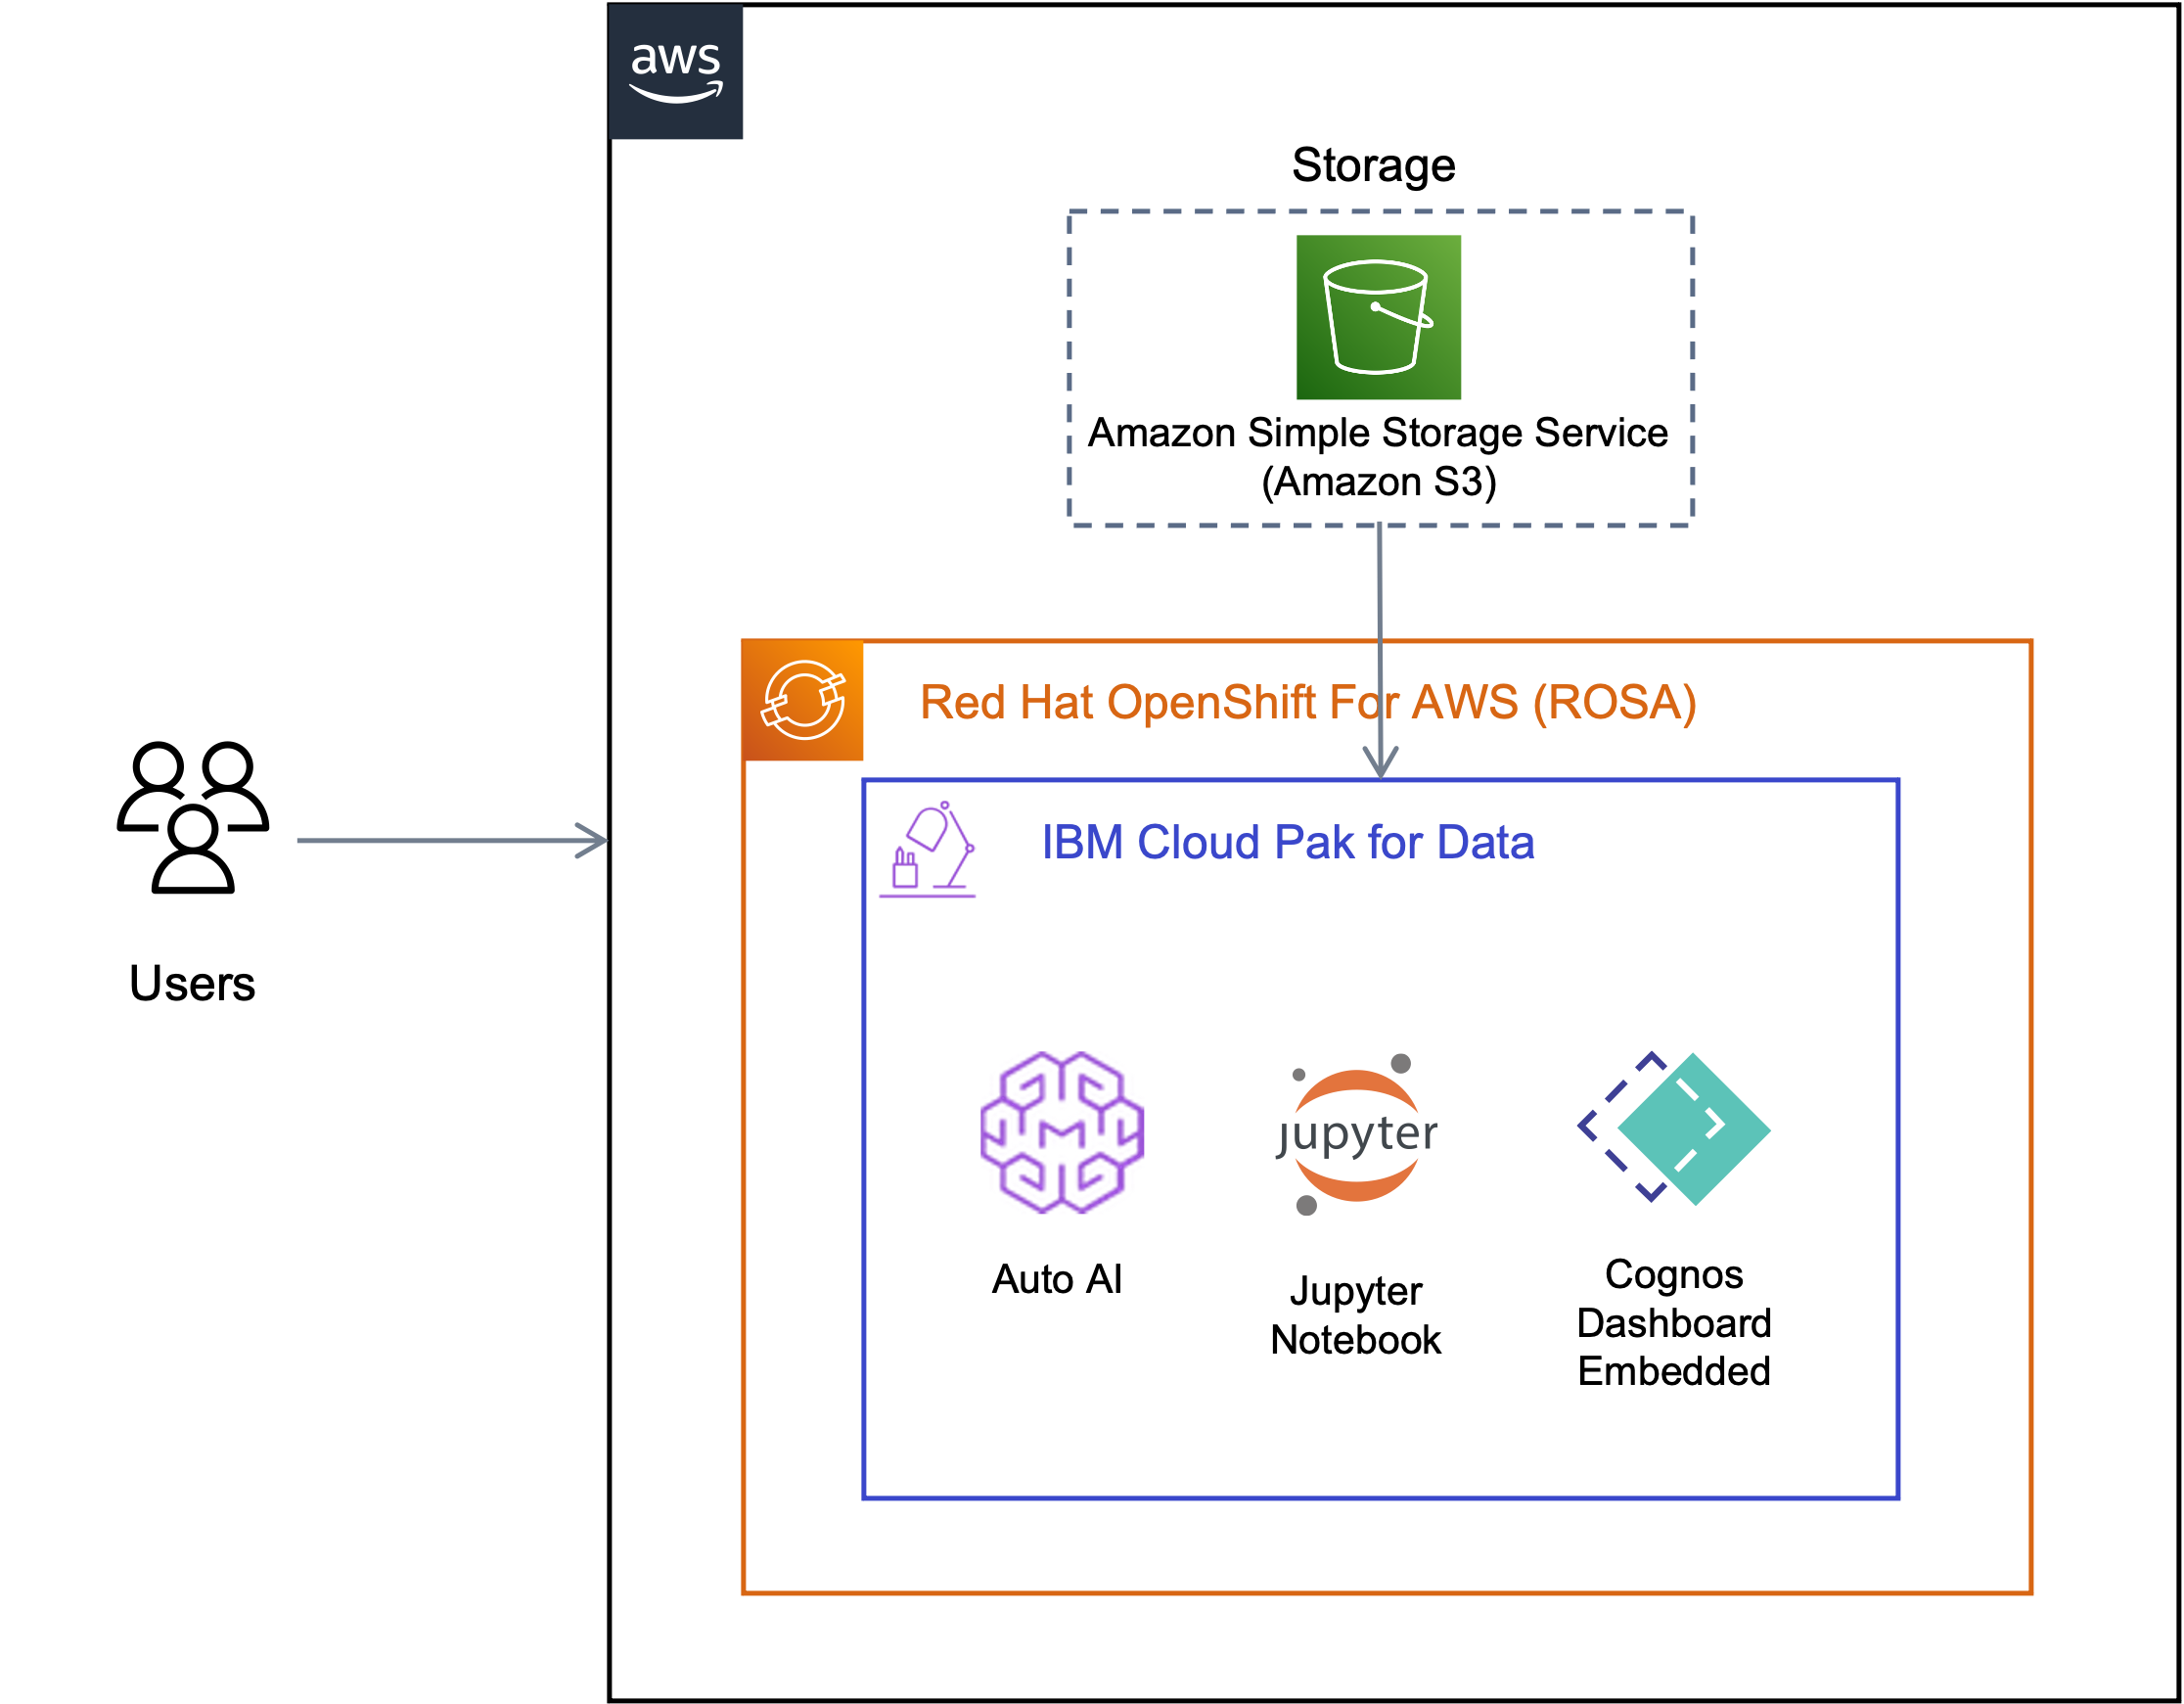 aws
Storage
Amazon Simple Storage Service
(Amazon S3)
Red Hat OpenShift For AWS (ROSA)
IBM Cloud Pak for Data
Users
jupyter
Auto AI
Jupyter
Notebook
Cognos
Dashboard
Embedded